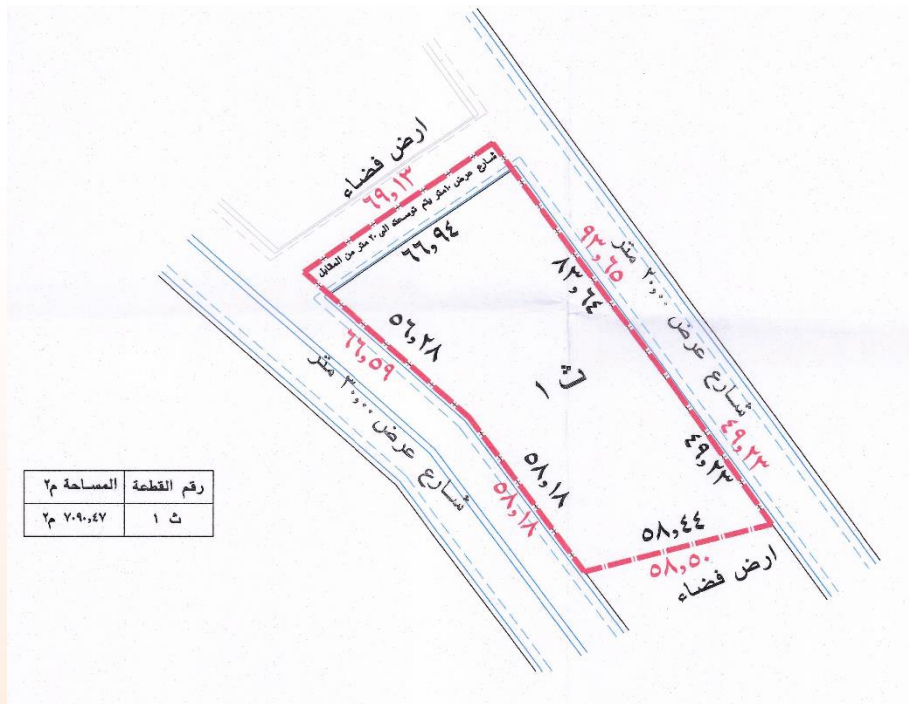 ارض فضاء
٦٩,١٣
شارع عرض ١٠متر يتم توسعته الى ٢٠ متر من المقابل
٦٦,٩٤
٩٣,٦٥
٨٣,٦٤
شارع عرض ٢٠,٠٠ متر
٥٦,٢٨
٦٦,٥٩
شارع عرض ٣٠,٠٠ متر
ث ١
٤٩,٢٣
٤٩,٢٣
٥٨,١٨
٥٨,١٨
٥٨,٤٤
٥٨,٥٠
ارض فضاء
رقم القطعة المساحة م٢
ث ١ ٧٠٩٠,٤٧ م٢